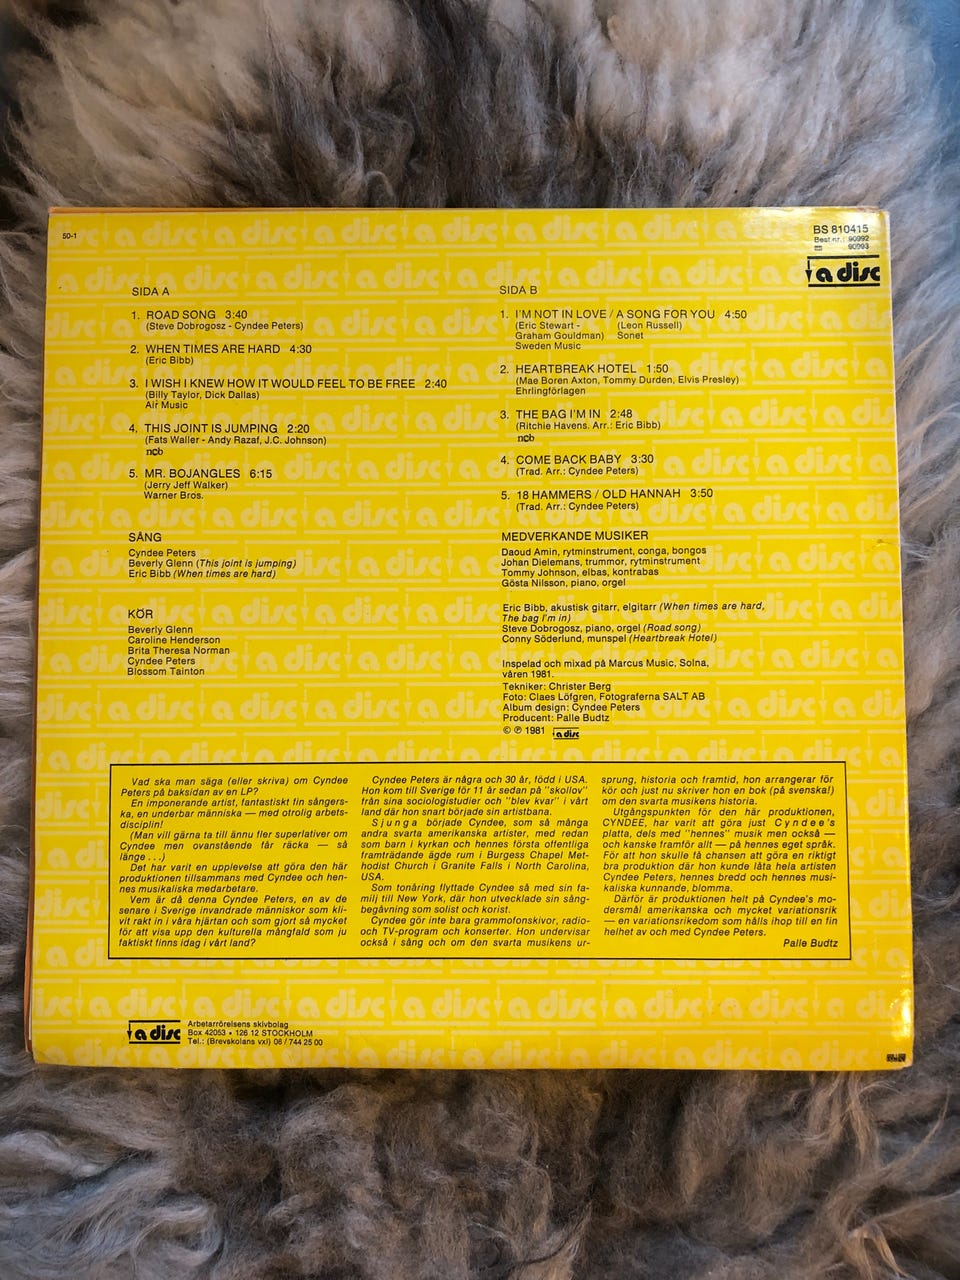 50-1
BS 810415
Best.nr.: 90992
90993
a disc
SIDA A
1. ROAD SONG 3:40
(Steve Dobrogosz - Cyndee Peters)
2. WHEN TIMES ARE HARD 4:30
(Eric Bibb)
3. I WISH I KNEW HOW IT WOULD FEEL TO BE FREE 2:40
(Billy Taylor, Dick Dallas)
Air Music
4. THIS JOINT IS JUMPING 2:20
(Fats Waller - Andy Razaf, J.C. Johnson)
ncb
5. MR. BOJANGLES 6:15
(Jerry Jeff Walker)
Warner Bros.
SIDA B
1. I'M NOT IN LOVE / A SONG FOR YOU 4:50
(Eric Stewart - (Leon Russell)
Graham Gouldman) Sonet
Sweden Music
2. HEARTBREAK HOTEL 1:50
(Mae Boren Axton, Tommy Durden, Elvis Presley)
Ehrlingförlagen
3. THE BAG I'M IN 2:48
(Ritchie Havens. Arr.: Eric Bibb)
ncb
4. COME BACK BABY 3:30
(Trad. Arr.: Cyndee Peters)
5. 18 HAMMERS / OLD HANNAH 3:50
(Trad. Arr.: Cyndee Peters)
SÅNG
Cyndee Peters
Beverly Glenn (This joint is jumping)
Eric Bibb (When times are hard)
KÖR
Beverly Glenn
Caroline Henderson
Brita Theresa Norman
Cyndee Peters
Blossom Tainton
MEDVERKANDE MUSIKER
Daoud Amin, rytminstrument, conga, bongos
Johan Dielemans, trummor, rytminstrument
Tommy Johnson, elbas, kontrabas
Gösta Nilsson, piano, orgel
Eric Bibb, akustisk gitarr, elgitarr (When times are hard,
The bag I'm in)
Steve Dobrogosz, piano, orgel (Road song)
Conny Söderlund, munspel (Heartbreak Hotel)
Inspelad och mixad på Marcus Music, Solna,
våren 1981.
Tekniker: Christer Berg
Foto: Claes Löfgren, Fotograferna SALT AB
Album design: Cyndee Peters
Producent: Palle Budtz
© ℗ 1981 a disc
Vad ska man säga (eller skriva) om Cyndee
Peters på baksidan av en LP?
En imponerande artist, fantastiskt fin sångers-
ka, en underbar människa — med otrolig arbets-
disciplin!
(Man vill gärna ta till ännu fler superlativer om
Cyndee men ovanstående får räcka — så
länge . . .)
Det har varit en upplevelse att göra den här
produktionen tillsammans med Cyndee och hen-
nes musikaliska medarbetare.
Vem är då denna Cyndee Peters, en av de
senare i Sverige invandrade människor som kli-
vit rakt in i våra hjärtan och som gjort så mycket
för att visa upp den kulturella mångfald som ju
faktiskt finns idag i vårt land?
Cyndee Peters är några och 30 år, född i USA.
Hon kom till Sverige för 11 år sedan på "skollov"
från sina sociologistudier och "blev kvar" i vårt
land där hon snart började sin artistbana.
Sjunga började Cyndee, som så många
andra svarta amerikanska artister, med redan
som barn i kyrkan och hennes första offentliga
framträdande ägde rum i Burgess Chapel Met-
hodist Church i Granite Falls i North Carolina,
USA.
Som tonåring flyttade Cyndee så med sin fa-
milj till New York, där hon utvecklade sin sång-
begåvning som solist och korist.
Cyndee gör inte bara grammofonskivor, radio-
och TV-program och konserter. Hon undervisar
också i sång och om den svarta musikens ur-
sprung, historia och framtid, hon arrangerar för
kör och just nu skriver hon en bok (på svenska!)
om den svarta musikens historia.
Utgångspunkten för den här produktionen,
CYNDEE, har varit att göra just Cyndee's
platta, dels med "hennes" musik men också —
och kanske framför allt — på hennes eget språk.
För att hon skulle få chansen att göra en riktigt
bra produktion där hon kunde låta hela artisten
Cyndee Peters, hennes bredd och hennes musi-
kaliska kunnande, blomma.
Därför är produktionen helt på Cyndee's mo-
dersmål amerikanska och mycket variationsrik
— en variationsrikedom som hålls ihop till en fin
helhet av och med Cyndee Peters.
Palle Budtz
a disc
Arbetarrörelsens skivbolag
Box 42053 • 126 12 STOCKHOLM
Tel.: (Brevskolans vxl) 08 / 744 25 00